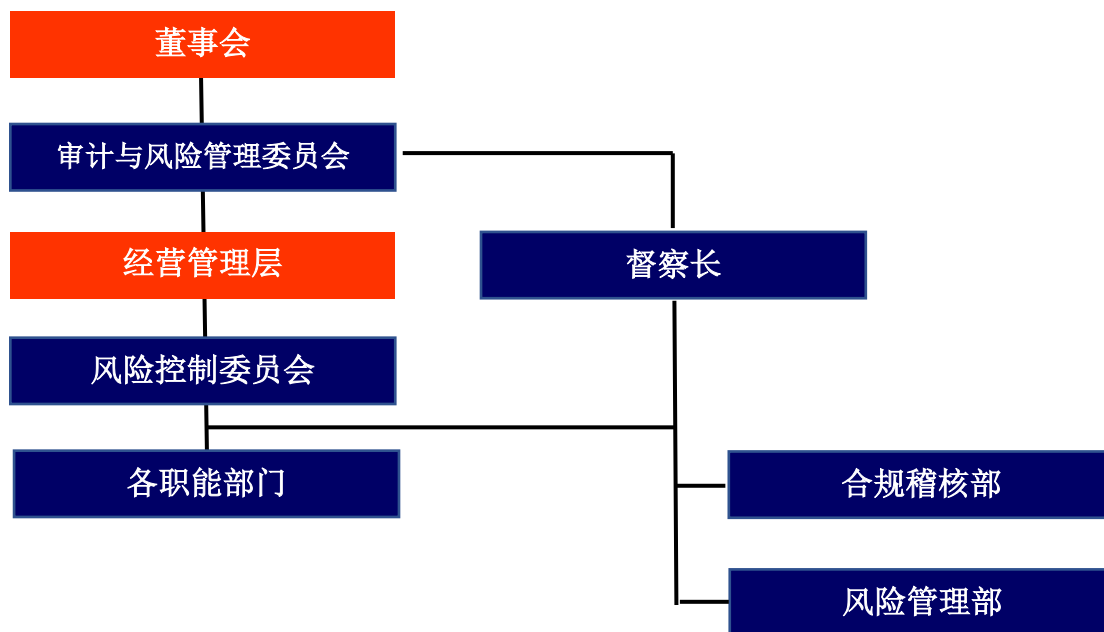 董事会
审计与风险管理委员会
经营管理层
督察长
风险控制委员会
各职能部门
合规稽核部
风险管理部